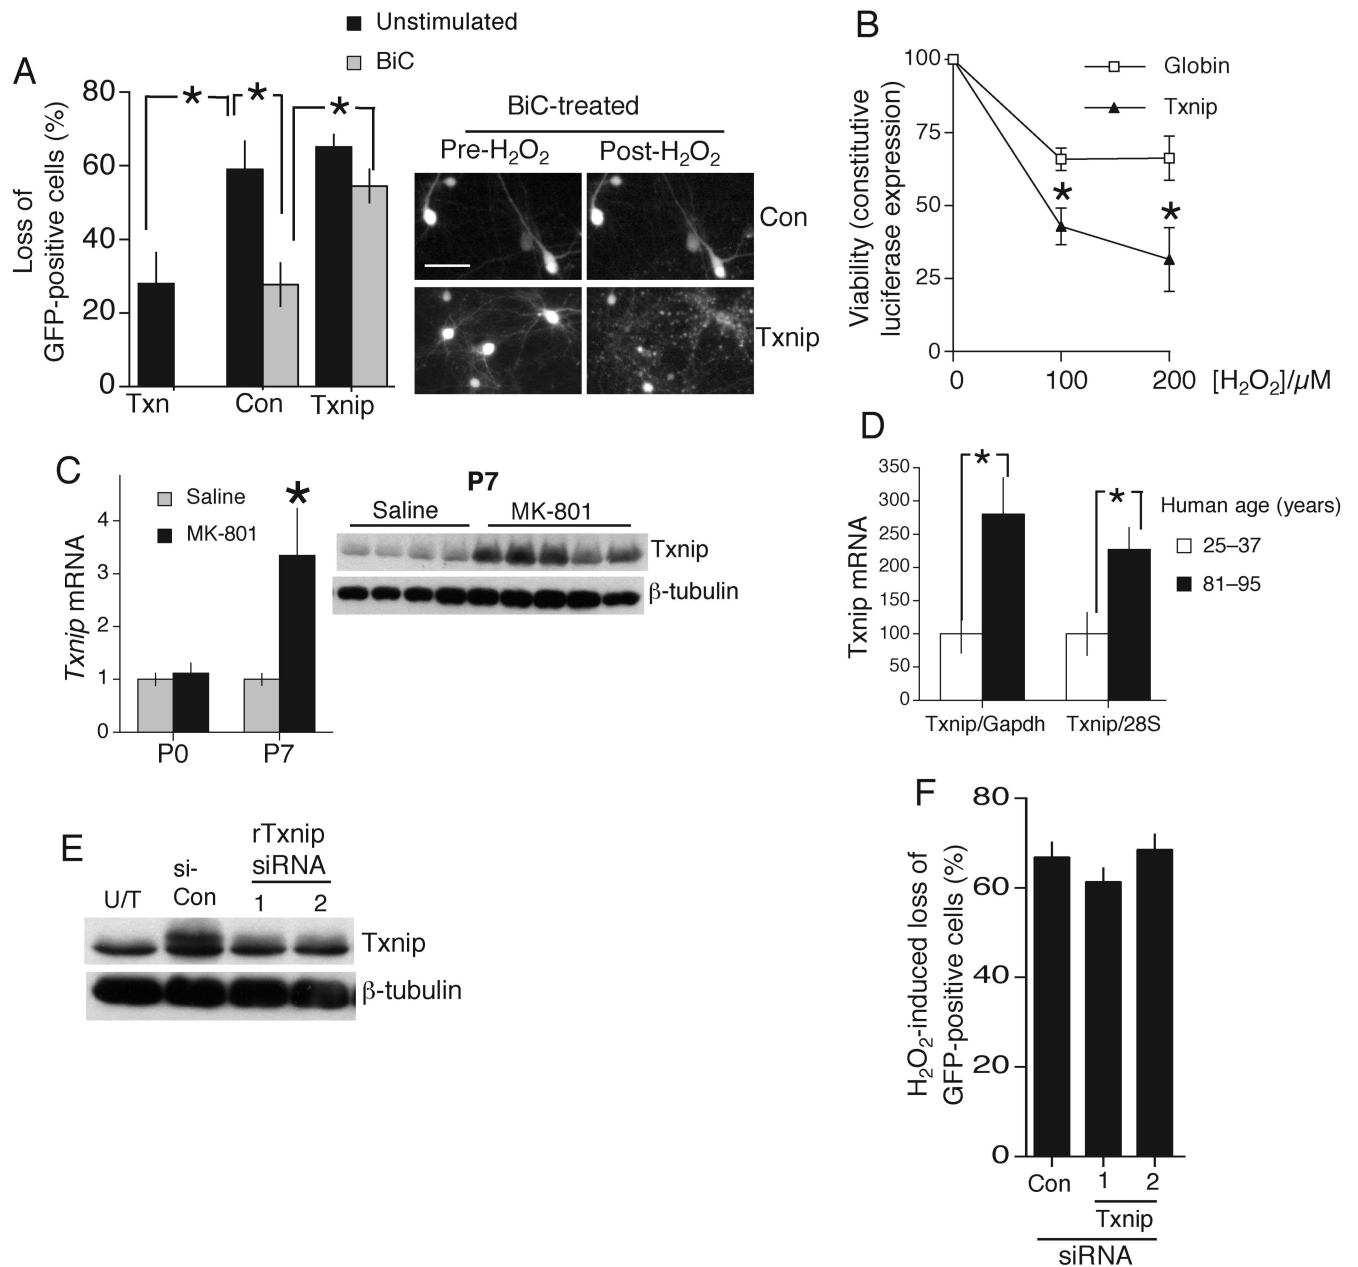 Unstimulated
BiC
A
Loss of
GFP-positive cells (%)
80
60
40
20
0
* * *
Txn Con Txnip
BiC-treated
Pre-H₂O₂ Post-H₂O₂
Con
Txnip
B
Viability (constitutive
luciferase expression)
100
75
50
25
0
Globin
Txnip
*
*
0 100 200 [H₂O₂]/µM
C
Txnip mRNA
4
3
2
1
0
Saline
MK-801
*
P0 P7
P7
Saline MK-801
Txnip
β-tubulin
D
Txnip mRNA
350
300
250
200
150
100
50
0
* *
Txnip/Gapdh Txnip/28S
Human age (years)
25–37
81–95
E
U/T
si-
Con
rTxnip
siRNA
1 2
Txnip
β-tubulin
F
H₂O₂-induced loss of
GFP-positive cells (%)
80
60
40
20
0
Con 1 2
Txnip
siRNA